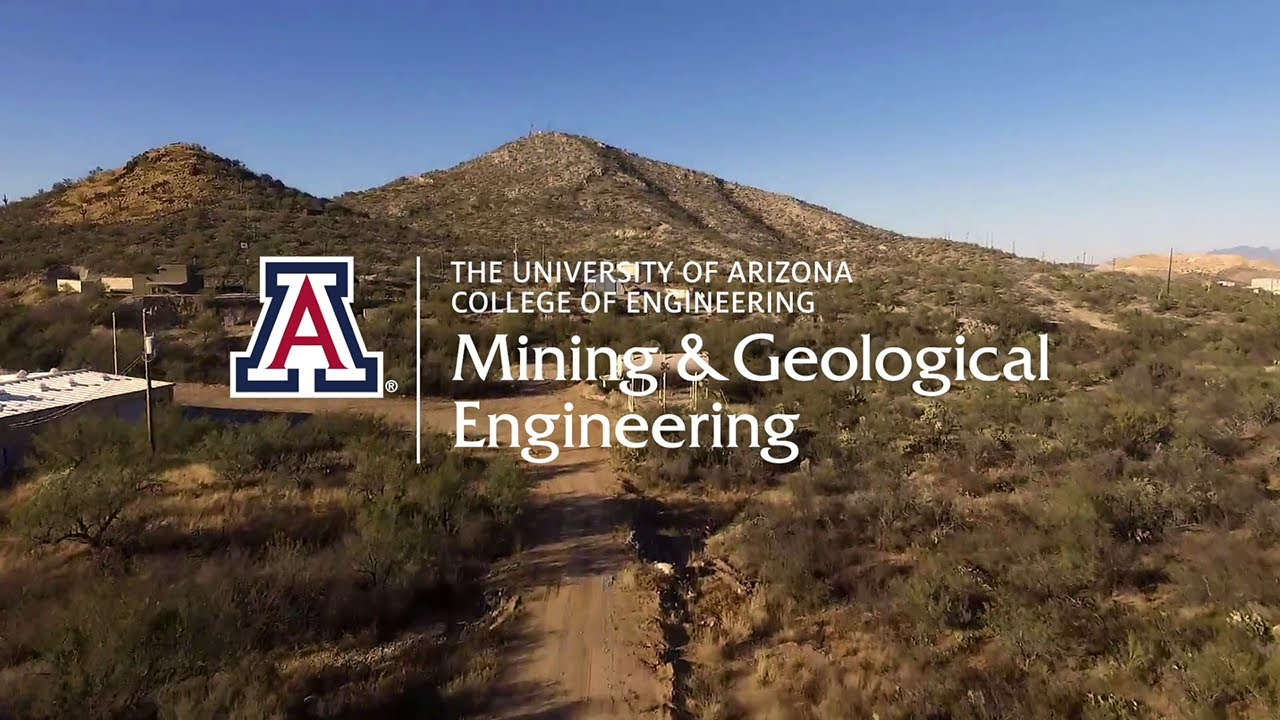 A®
THE UNIVERSITY OF ARIZONA
COLLEGE OF ENGINEERING
Mining & Geological
Engineering